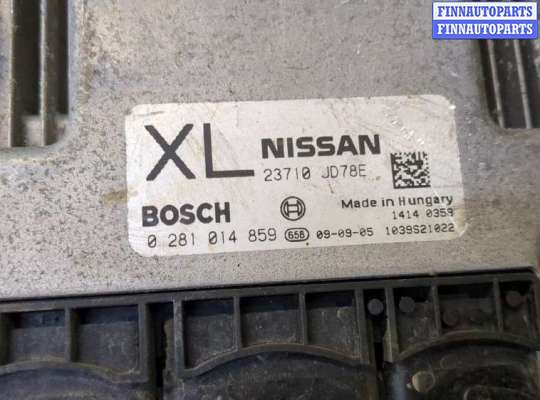 FINNAUTOPARTS
FINNAUTOPARTS
XL NISSAN
23710 JD78E
BOSCH Made in Hungary
1414 0359
0 281 014 859 658 09-09-05 1039S21022